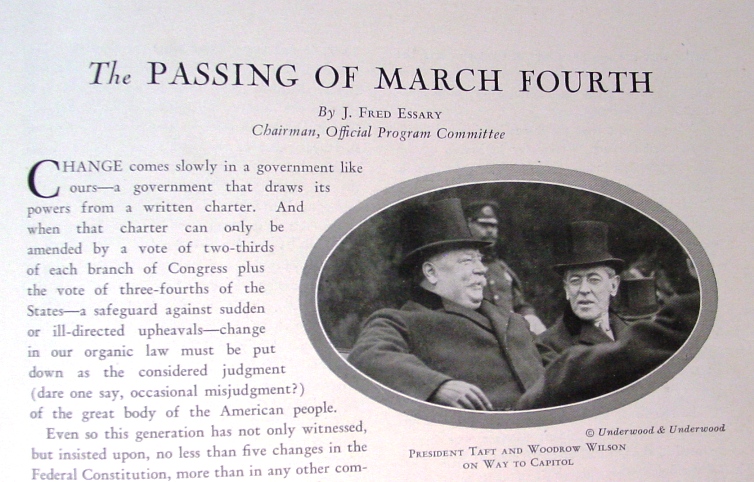 The PASSING OF MARCH FOURTH
By J. Fred Essary
Chairman, Official Program Committee
CHANGE comes slowly in a government like
ours—a government that draws its
powers from a written charter. And
when that charter can only be
amended by a vote of two-thirds
of each branch of Congress plus
the vote of three-fourths of the
States—a safeguard against sudden
or ill-directed upheavals—change
in our organic law must be put
down as the considered judgment
(dare one say, occasional misjudgment?)
of the great body of the American people.
Even so this generation has not only witnessed,
but insisted upon, no less than five changes in the
Federal Constitution, more than in any other com-
© Underwood & Underwood
President Taft and Woodrow Wilson
on Way to Capitol